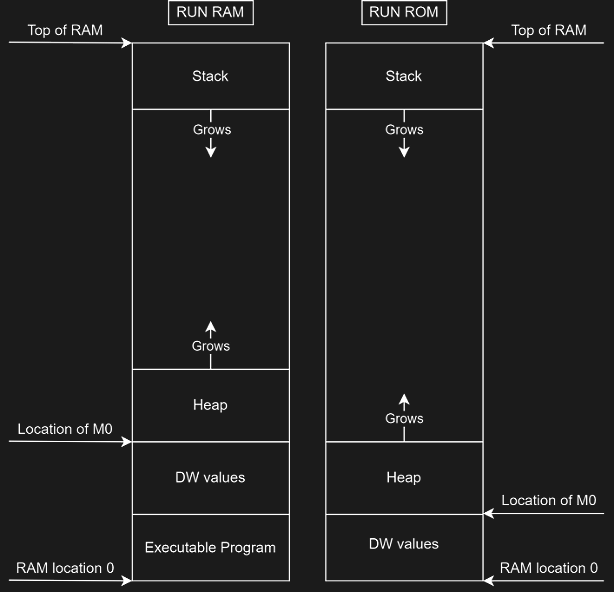 RUN RAM
RUN ROM
Top of RAM
Top of RAM
Stack
Stack
Grows
Grows
Grows
Heap
Grows
Location of M0
DW values
Heap
Location of M0
Executable Program
DW values
RAM location 0
RAM location 0